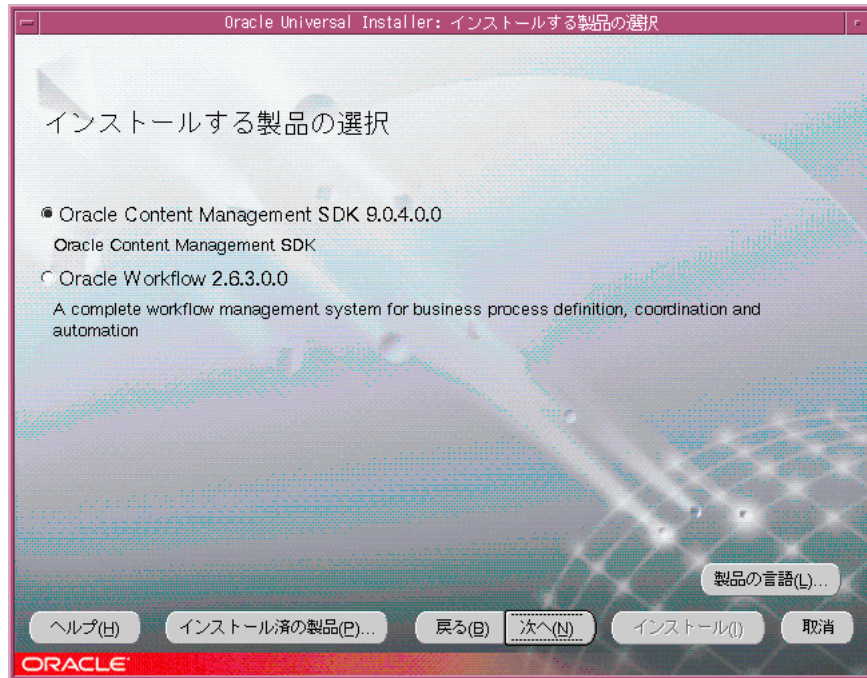 Oracle Universal Installer: インストールする製品の選択
インストールする製品の選択
Oracle Content Management SDK 9.0.4.0.0
Oracle Content Management SDK
Oracle Workflow 2.6.3.0.0
A complete workflow management system for business process definition, coordination and
automation
製品の言語(L)...
ヘルプ(H) インストール済の製品(P)... 戻る(B) 次へ(N) インストール(I) 取消
ORACLE